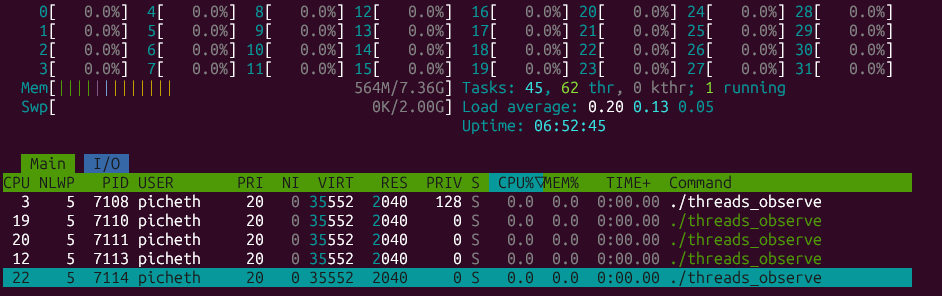 0[ 0.0%] 4[ 0.0%] 8[ 0.0%] 12[ 0.0%] 16[ 0.0%] 20[ 0.0%] 24[ 0.0%] 28[ 0.0%]
1[ 0.0%] 5[ 0.0%] 9[ 0.0%] 13[ 0.0%] 17[ 0.0%] 21[ 0.0%] 25[ 0.0%] 29[ 0.0%]
2[ 0.0%] 6[ 0.0%] 10[ 0.0%] 14[ 0.0%] 18[ 0.0%] 22[ 0.0%] 26[ 0.0%] 30[ 0.0%]
3[ 0.0%] 7[ 0.0%] 11[ 0.0%] 15[ 0.0%] 19[ 0.0%] 23[ 0.0%] 27[ 0.0%] 31[ 0.0%]
Mem[||||||||||||| 564M/7.36G] Tasks: 45, 62 thr, 0 kthr; 1 running
Swp[ 0K/2.00G] Load average: 0.20 0.13 0.05
Uptime: 06:52:45
Main I/O
CPU NLWP PID USER PRI NI VIRT RES PRIV S CPU%▽MEM% TIME+ Command
3 5 7108 picheth 20 0 35552 2040 128 S 0.0 0.0 0:00.00 ./threads_observe
19 5 7110 picheth 20 0 35552 2040 0 S 0.0 0.0 0:00.00 ./threads_observe
20 5 7111 picheth 20 0 35552 2040 0 S 0.0 0.0 0:00.00 ./threads_observe
12 5 7113 picheth 20 0 35552 2040 0 S 0.0 0.0 0:00.00 ./threads_observe
22 5 7114 picheth 20 0 35552 2040 0 S 0.0 0.0 0:00.00 ./threads_observe